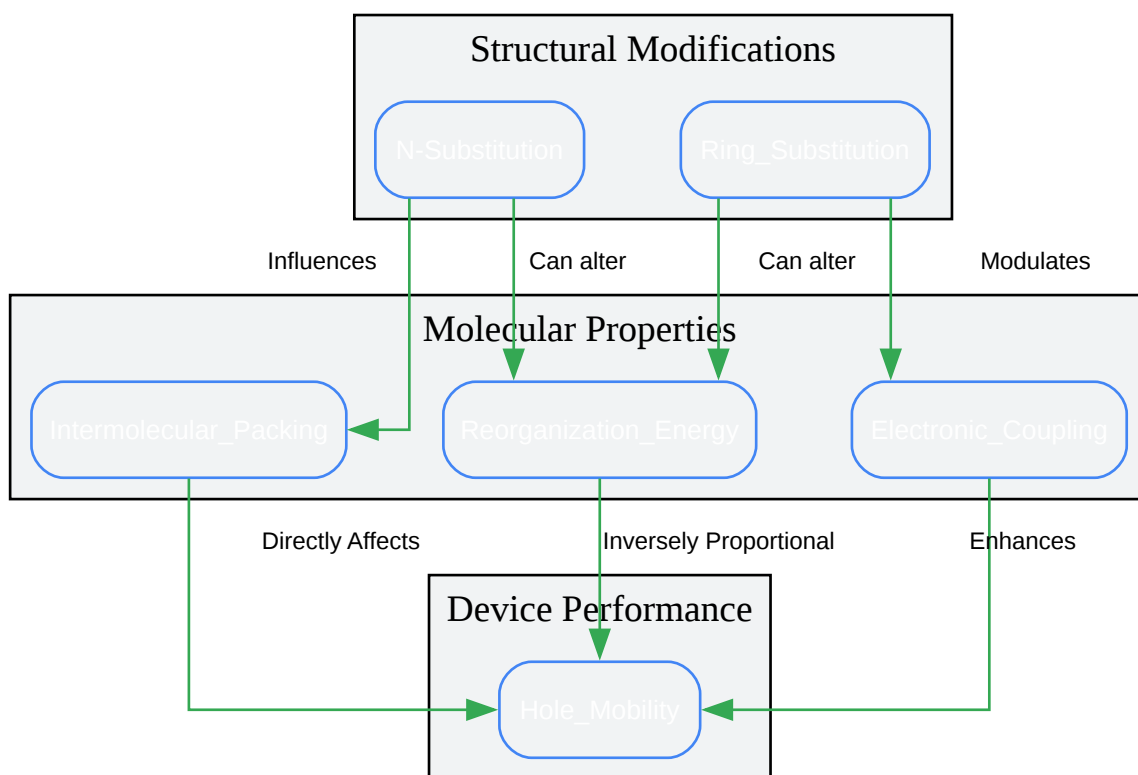 Structural Modifications
N-Substitution
Ring_Substitution
Influences
Can alter
Can alter
Modulates
Molecular Properties
Intermolecular_Packing
Reorganization_Energy
Electronic_Coupling
Directly Affects
Inversely Proportional
Enhances
Device Performance
Hole_Mobility